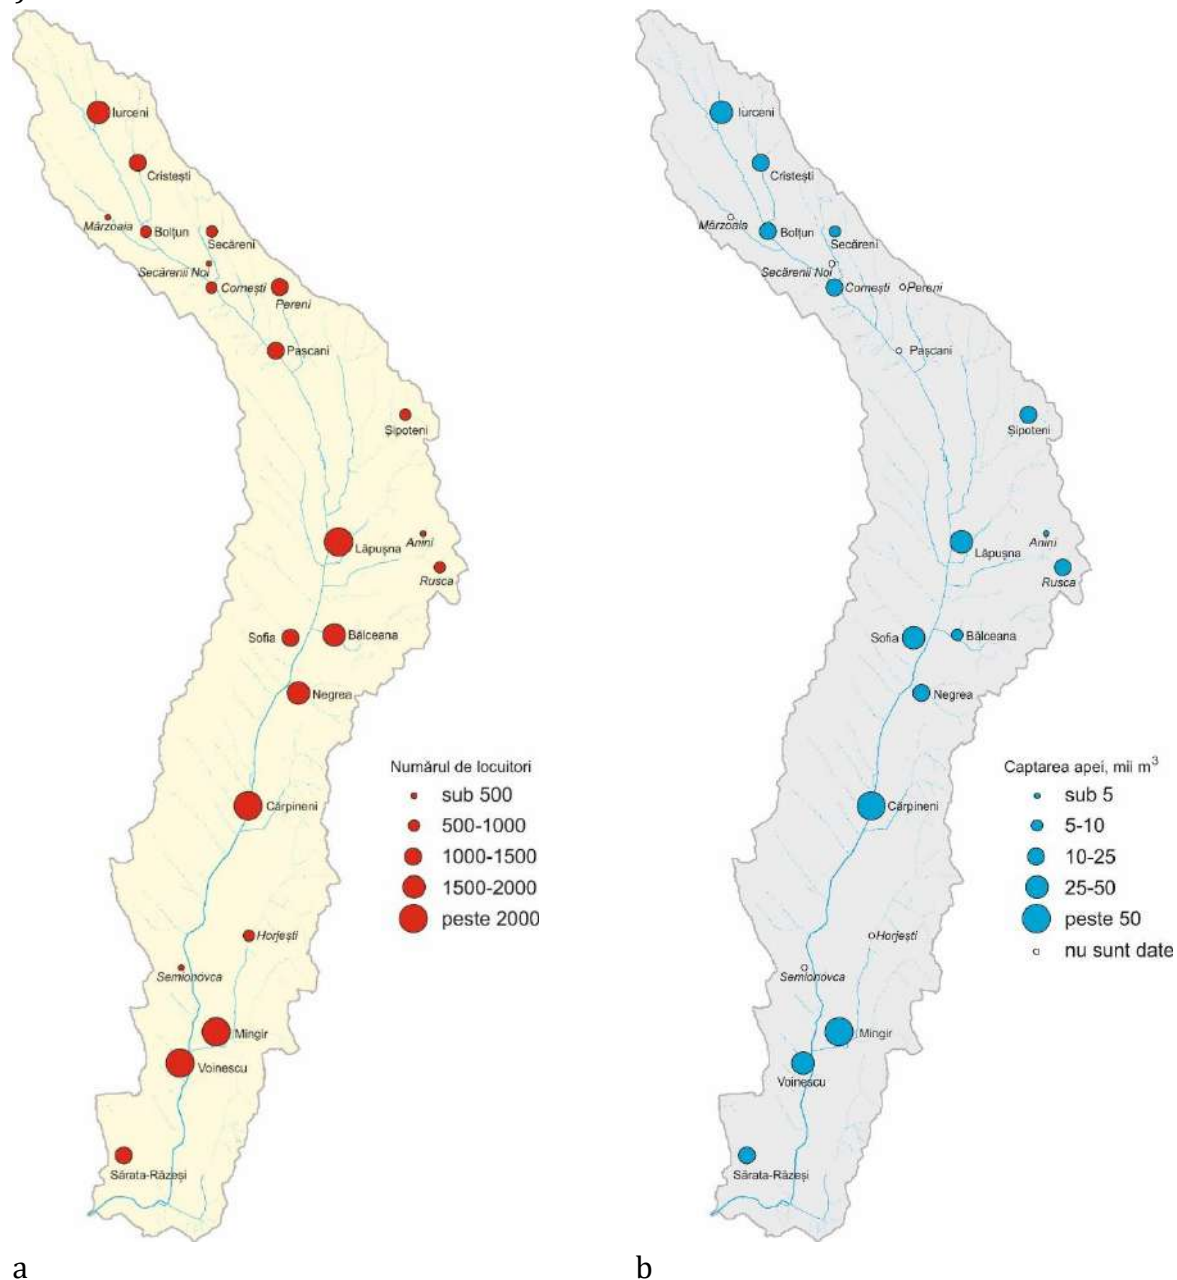 Iurceni
Cristești
Mârzoaia
Bolțun
Secăreni
Secărenii Noi
Cornești
Pereni
Pașcani
Șipoteni
Lăpușna
Anini
Rusca
Sofia
Bălceana
Negrea
Numărul de locuitori
sub 500
500-1000
1000-1500
1500-2000
peste 2000
Cărpineni
Horjești
Semionovca
Mingir
Voinescu
Sărata-Răzeși
a
Iurceni
Cristești
Mârzoaia
Bolțun
Secăreni
Secărenii Noi
Cornești
Pereni
Pașcani
Șipoteni
Lăpușna
Anini
Rusca
Sofia
Bălceana
Negrea
Captarea apei, mii m³
sub 5
5-10
10-25
25-50
peste 50
nu sunt date
Cărpineni
Horjești
Semionovca
Mingir
Voinescu
Sărata-Răzeși
b